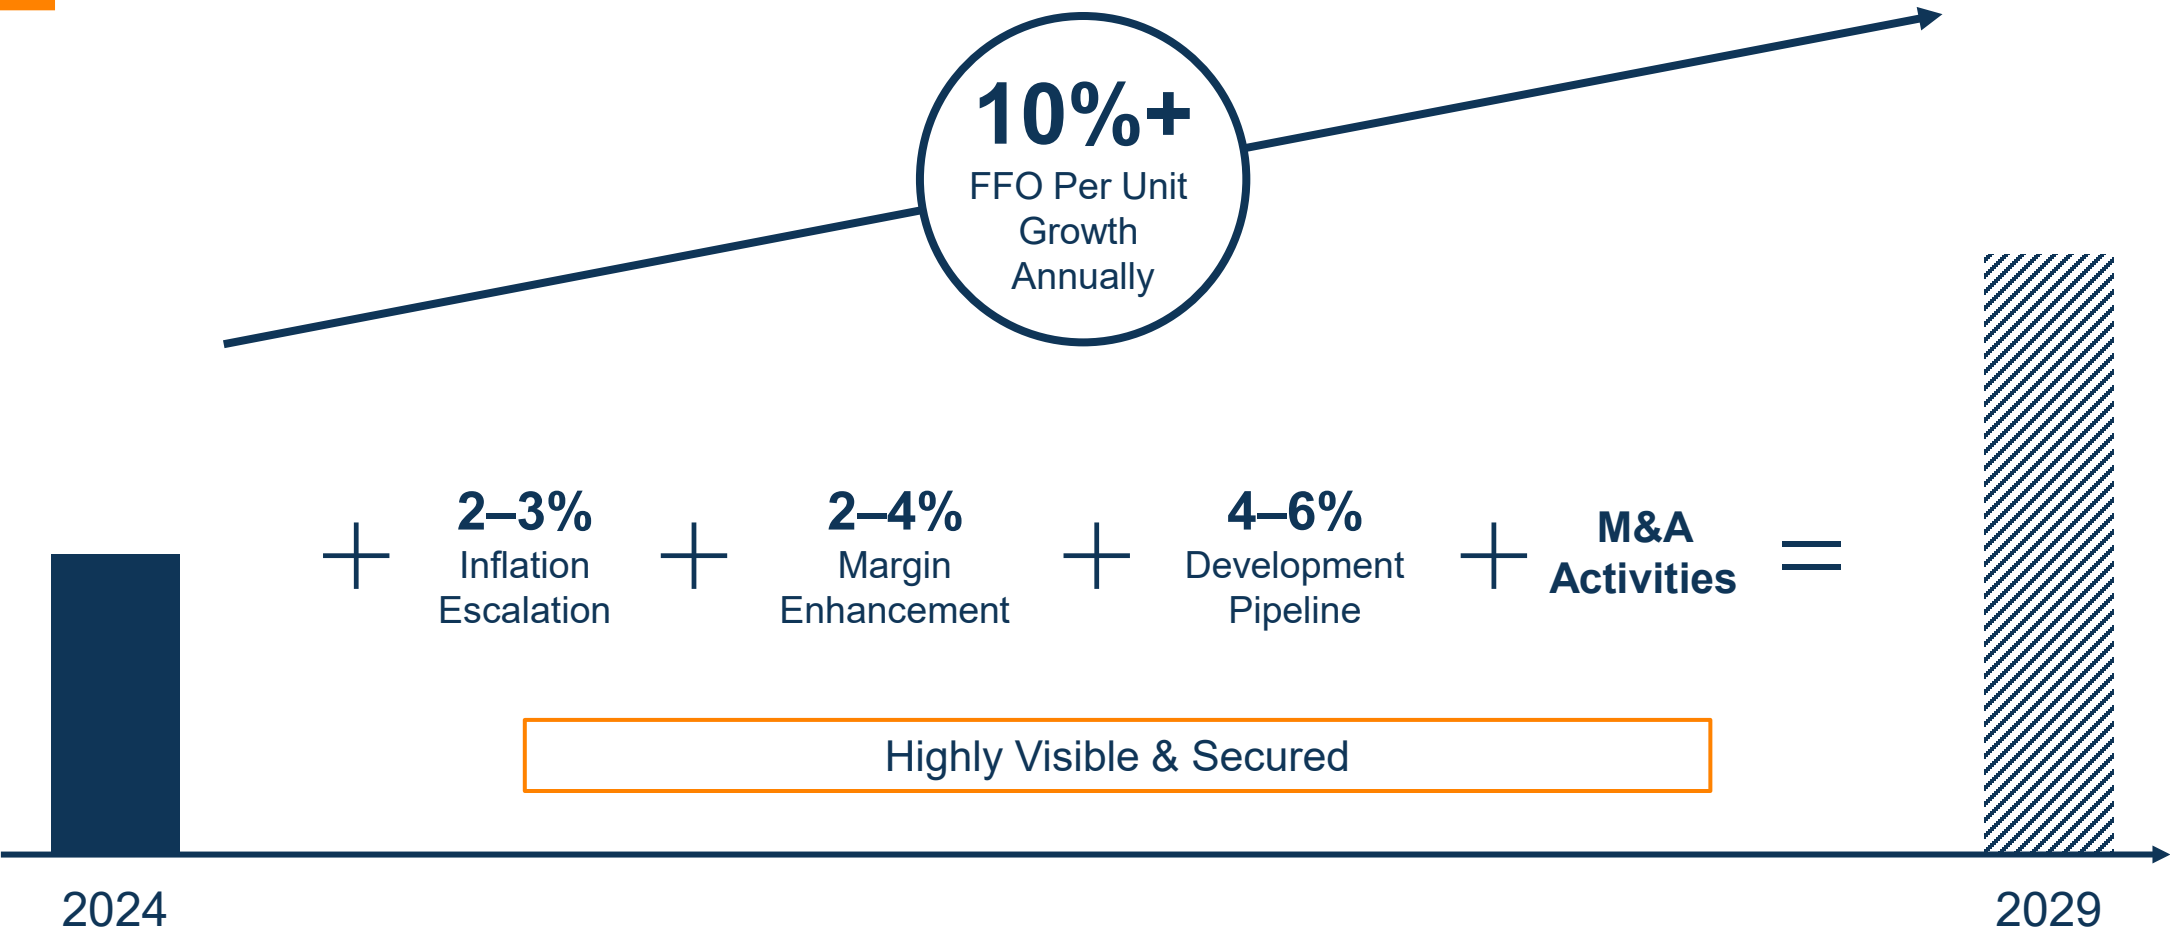 10%+
FFO Per Unit
Growth
Annually
2–3%
Inflation
Escalation
2–4%
Margin
Enhancement
4–6%
Development
Pipeline
M&A
Activities
Highly Visible & Secured
2024
2029